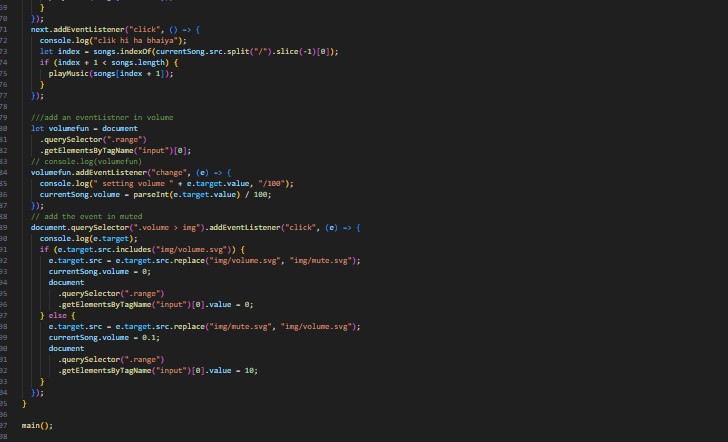 69 }
70 });
71 next.addEventListener("click", () => {
72 console.log("clik hi ha bhaiya");
73 let index = songs.indexOf(currentSong.src.split("/").slice(-1)[0]);
74 if (index + 1 < songs.length) {
75 playMusic(songs[index + 1]);
76 }
77 });
78
79 ///add an eventListner in volume
80 let volumefun = document
81 .querySelector(".range")
82 .getElementsByTagName("input")[0];
83 // console.log(volumefun)
84 volumefun.addEventListener("change", (e) => {
85 console.log(" setting volume " + e.target.value, "/100");
86 currentSong.volume = parseInt(e.target.value) / 100;
87 });
88 // add the event in muted
89 document.querySelector(".volume > img").addEventListener("click", (e) => {
90 console.log(e.target);
91 if (e.target.src.includes("img/volume.svg")) {
92 e.target.src = e.target.src.replace("img/volume.svg", "img/mute.svg");
93 currentSong.volume = 0;
94 document
95 .querySelector(".range")
96 .getElementsByTagName("input")[0].value = 0;
97 } else {
98 e.target.src = e.target.src.replace("img/mute.svg", "img/volume.svg");
99 currentSong.volume = 0.1;
00 document
01 .querySelector(".range")
02 .getElementsByTagName("input")[0].value = 10;
03 }
04 });
05 }
06
07 main();
08